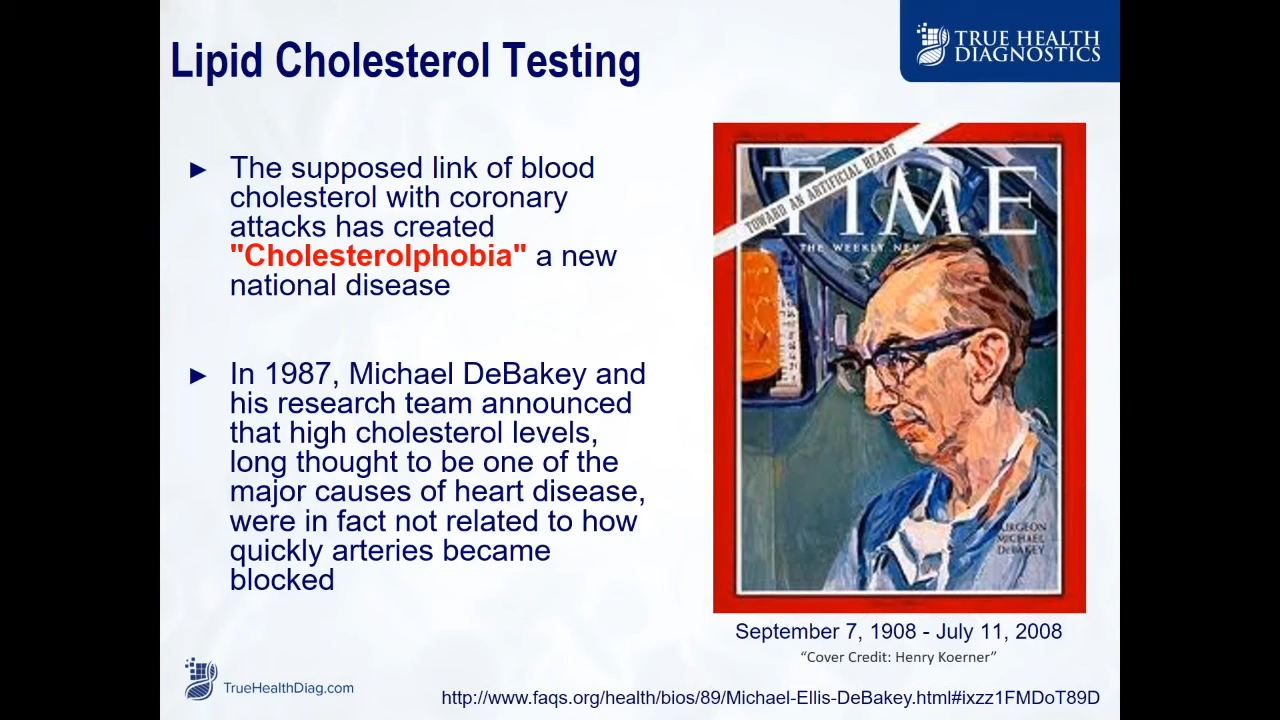 Lipid Cholesterol Testing
TRUE HEALTH
DIAGNOSTICS
► The supposed link of blood
cholesterol with coronary
attacks has created
"Cholesterolphobia" a new
national disease
► In 1987, Michael DeBakey and
his research team announced
that high cholesterol levels,
long thought to be one of the
major causes of heart disease,
were in fact not related to how
quickly arteries became
blocked
TOWARD AN ARTIFICIAL HEART
TIME
THE WEEKLY
SURGEON
MICHAEL
DeBAKEY
September 7, 1908 - July 11, 2008
“Cover Credit: Henry Koerner”
TrueHealthDiag.com
http://www.faqs.org/health/bios/89/Michael-Ellis-DeBakey.html#ixzz1FMDoT89D